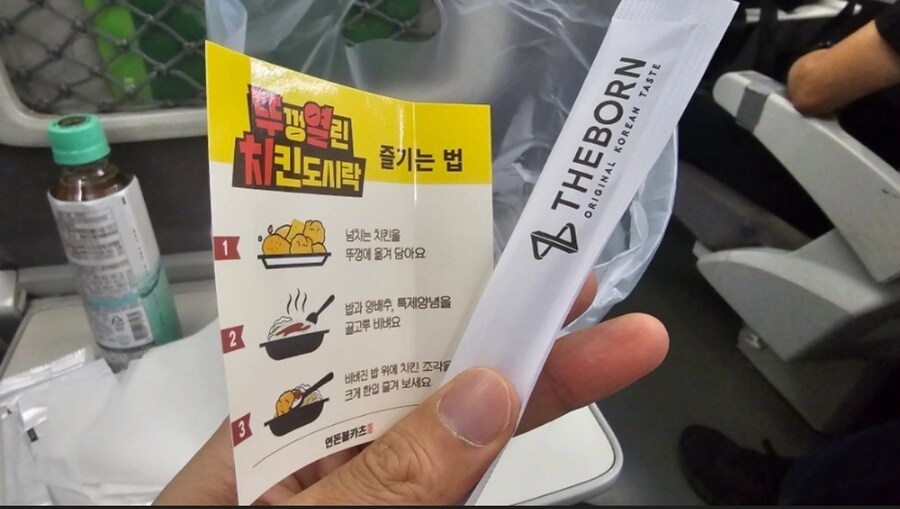 뚜껑열린
치킨도시락
즐기는 법
1
넘치는 치킨을
뚜껑에 옮겨 담아요
2
밥과 양배추, 특제양념을
골고루 비벼요
3
비벼진 밥 위에 치킨 조각을
크게 한입 즐겨 보세요
연돈볼카츠
THEBORN
ORIGINAL KOREAN TASTE